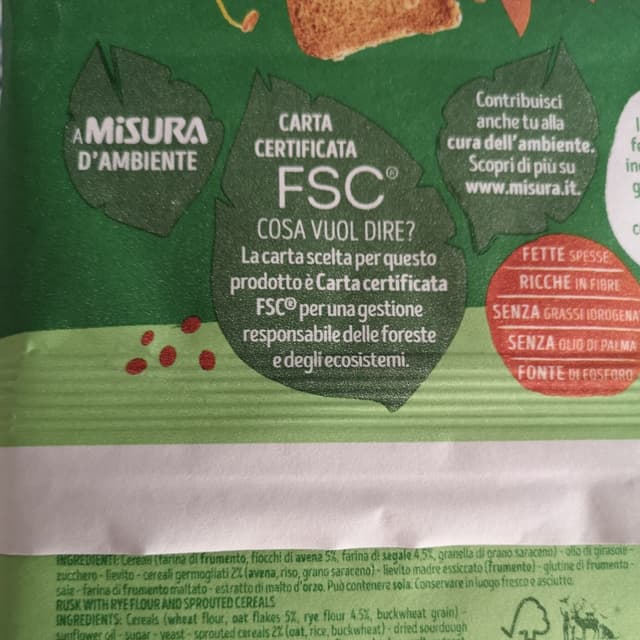 A MiSURA
D'AMBIENTE
CARTA
CERTIFICATA
FSC®
COSA VUOL DIRE?
La carta scelta per questo
prodotto è Carta certificata
FSC® per una gestione
responsabile delle foreste
e degli ecosistemi.
Contribuisci
anche tu alla
cura dell'ambiente.
Scopri di più su
www.misura.it.
FETTE SPESSE
RICCHE IN FIBRE
SENZA GRASSI IDROGENA
SENZA OLIO DI PALMA
FONTE DI FOSFORO
INGREDIENTI: Cereali (farina di frumento, fiocchi di avena 5%, farina di segale 4,5%, granella di grano saraceno) - olio di girasole -
zucchero - lievito - cereali germogliati 2% (avena, riso, grano saraceno) - lievito madre essiccato (frumento) - glutine di frumento -
sale - farina di frumento maltato - estratto di malto d'orzo. Può contenere soia. Conservare in luogo fresco e asciutto.
RUSK WITH RYE FLOUR AND SPROUTED CEREALS
INGREDIENTS: Cereals (wheat flour, oat flakes 5%, rye flour 4.5%, buckwheat grain) -
sunflower oil - sugar - yeast - sprouted cereals 2% (oat, rice, buckwheat) - dried sourdough